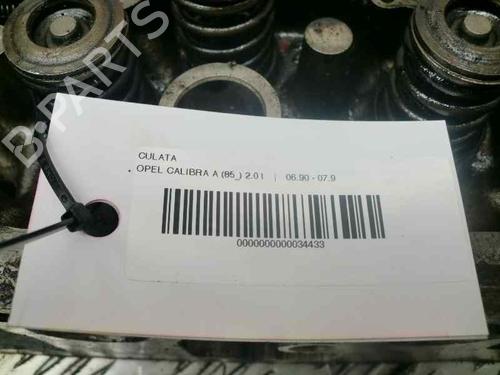 B-PARTS
CULATA
OPEL CALIBRA A (85_) 2.0 I | 06.90 - 07.9
0000000000034433